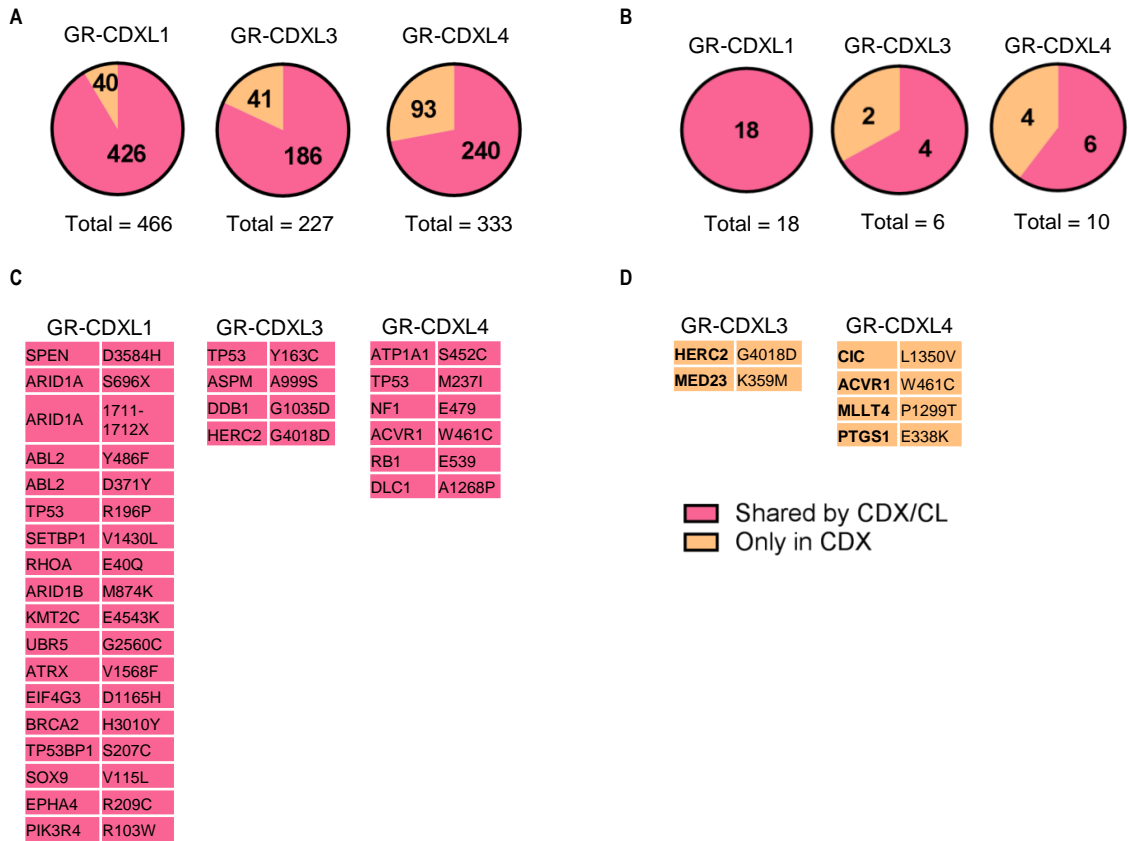 A
GR-CDXL1
GR-CDXL3
GR-CDXL4
40
426
41
186
93
240
Total = 466
Total = 227
Total = 333
B
GR-CDXL1
GR-CDXL3
GR-CDXL4
18
2
4
4
6
Total = 18
Total = 6
Total = 10
C
GR-CDXL1
SPEN D3584H
ARID1A S696X
ARID1A 1711-
1712X
ABL2 Y486F
ABL2 D371Y
TP53 R196P
SETBP1 V1430L
RHOA E40Q
ARID1B M874K
KMT2C E4543K
UBR5 G2560C
ATRX V1568F
EIF4G3 D1165H
BRCA2 H3010Y
TP53BP1 S207C
SOX9 V115L
EPHA4 R209C
PIK3R4 R103W
GR-CDXL3
TP53 Y163C
ASPM A999S
DDB1 G1035D
HERC2 G4018D
GR-CDXL4
ATP1A1 S452C
TP53 M237I
NF1 E479
ACVR1 W461C
RB1 E539
DLC1 A1268P
D
GR-CDXL3
HERC2 G4018D
MED23 K359M
GR-CDXL4
CIC L1350V
ACVR1 W461C
MLLT4 P1299T
PTGS1 E338K
Shared by CDX/CL
Only in CDX